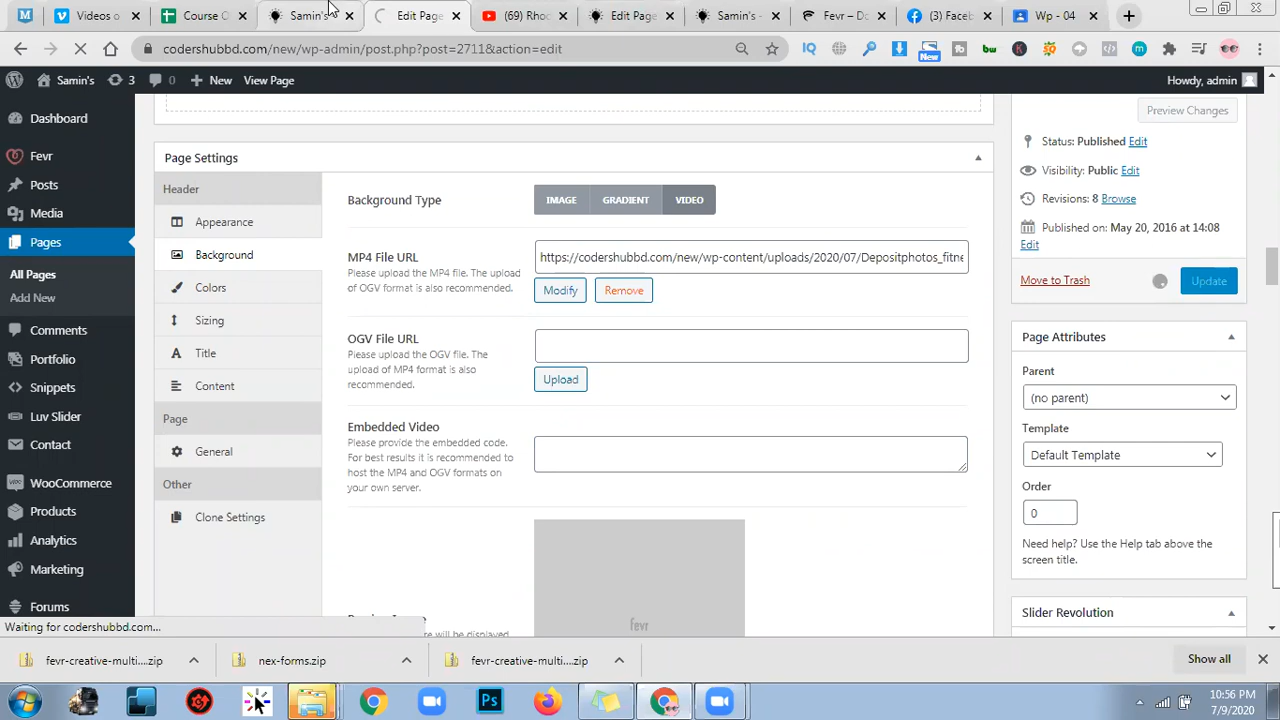 Videos o
Course C
Samin's
Edit Page
(69) Rho
Edit Page
Samin's
Fevr – Do
(3) Faceb
Wp - 04
codershubbd.com/new/wp-admin/post.php?post=2711&action=edit
Samin's 3 New View Page Howdy, admin
Dashboard
Fevr
Posts
Media
Pages
All Pages
Add New
Comments
Portfolio
Snippets
Luv Slider
Contact
WooCommerce
Products
Analytics
Marketing
Forums
Page Settings
Header
Appearance
Background
Colors
Sizing
Title
Content
Page
General
Other
Clone Settings
Background Type
IMAGE GRADIENT VIDEO
MP4 File URL
Please upload the MP4 file. The upload
of OGV format is also recommended.
https://codershubbd.com/new/wp-content/uploads/2020/07/Depositphotos_fitne
Modify Remove
OGV File URL
Please upload the OGV file. The
upload of MP4 format is also
recommended.
Upload
Embedded Video
Please provide the embedded code.
For best results it is recommended to
host the MP4 and OGV formats on
your own server.
fevr
re will be displayed
Preview Changes
Status: Published Edit
Visibility: Public Edit
Revisions: 8 Browse
Published on: May 20, 2016 at 14:08
Edit
Move to Trash Update
Page Attributes
Parent
(no parent)
Template
Default Template
Order
0
Need help? Use the Help tab above the
screen title.
Slider Revolution
Waiting for codershubbd.com...
fevr-creative-multi....zip
nex-forms.zip
fevr-creative-multi....zip
Show all
10:56 PM
7/9/2020